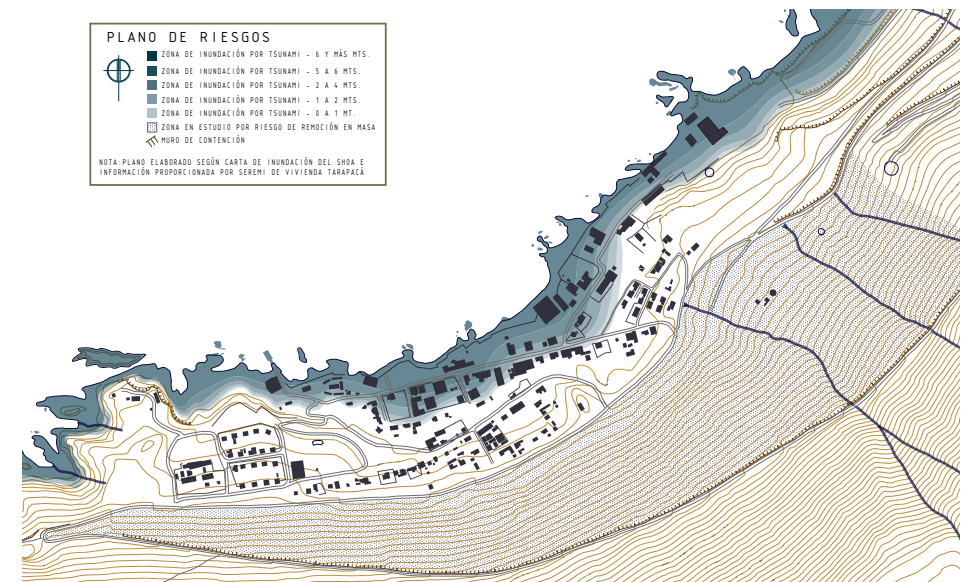 PLANO DE RIESGOS
ZONA DE INUNDACIÓN POR TSUNAMI - 6 Y MÁS MTS.
ZONA DE INUNDACIÓN POR TSUNAMI - 5 A 6 MTS.
ZONA DE INUNDACIÓN POR TSUNAMI - 2 A 4 MTS.
ZONA DE INUNDACIÓN POR TSUNAMI - 1 A 2 MTS.
ZONA DE INUNDACIÓN POR TSUNAMI - 0 A 1 MT.
ZONA EN ESTUDIO POR RIESGO DE REMOCIÓN EN MASA
MURO DE CONTENCIÓN
NOTA:PLANO ELABORADO SEGÚN CARTA DE INUNDACIÓN DEL SHOA E
INFORMACIÓN PROPORCIONADA POR SEREMI DE VIVIENDA TARAPACÁ